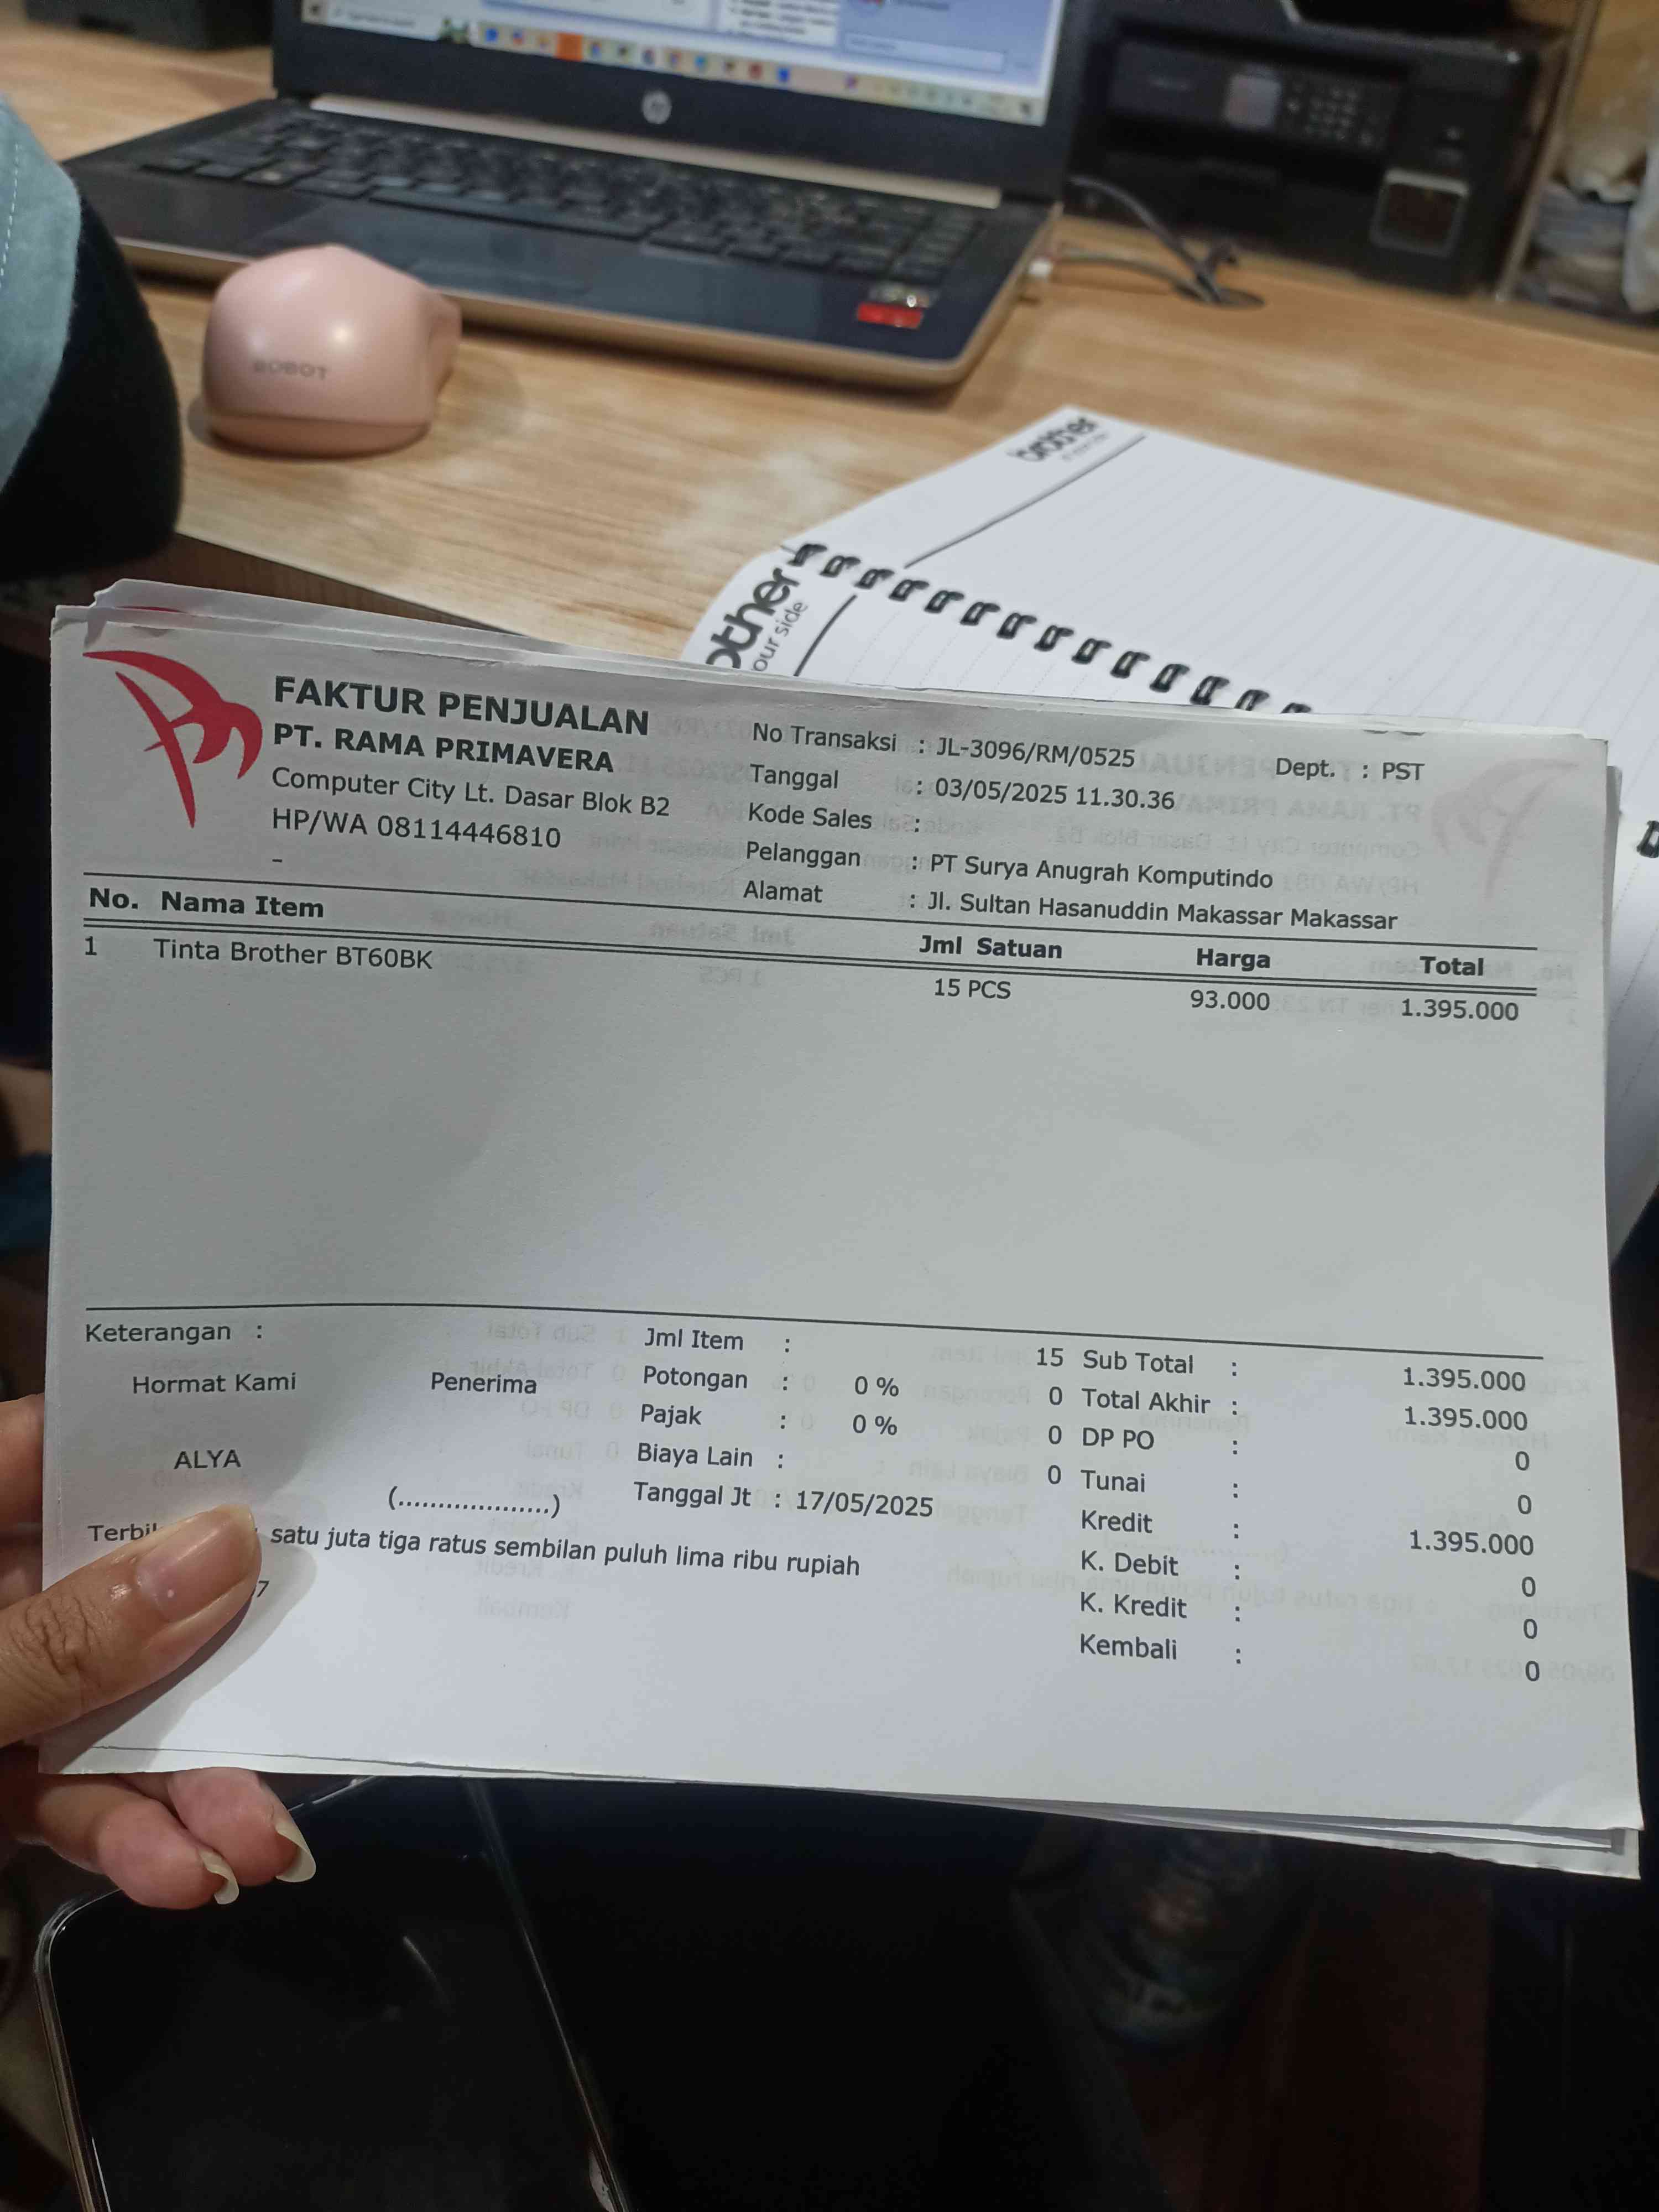 BOBOT
brother
other
our side
FAKTUR PENJUALAN
PT. RAMA PRIMAVERA
Computer City Lt. Dasar Blok B2
HP/WA 08114446810
-
No Transaksi : JL-3096/RM/0525
Dept. : PST
Tanggal : 03/05/2025 11.30.36
Kode Sales :
Pelanggan : PT Surya Anugrah Komputindo
Alamat : Jl. Sultan Hasanuddin Makassar Makassar
No. Nama Item Jml Satuan Harga Total
1 Tinta Brother BT60BK 15 PCS 93.000 1.395.000
Keterangan :
Hormat Kami
Penerima
ALYA
(...................)
Jml Item : 15
Potongan : 0 % 0
Pajak : 0 % 0
Biaya Lain : 0
Tanggal Jt : 17/05/2025
Sub Total : 1.395.000
Total Akhir : 1.395.000
DP PO : 0
Tunai : 0
Kredit : 1.395.000
K. Debit : 0
K. Kredit : 0
Kembali : 0
: satu juta tiga ratus sembilan puluh lima ribu rupiah